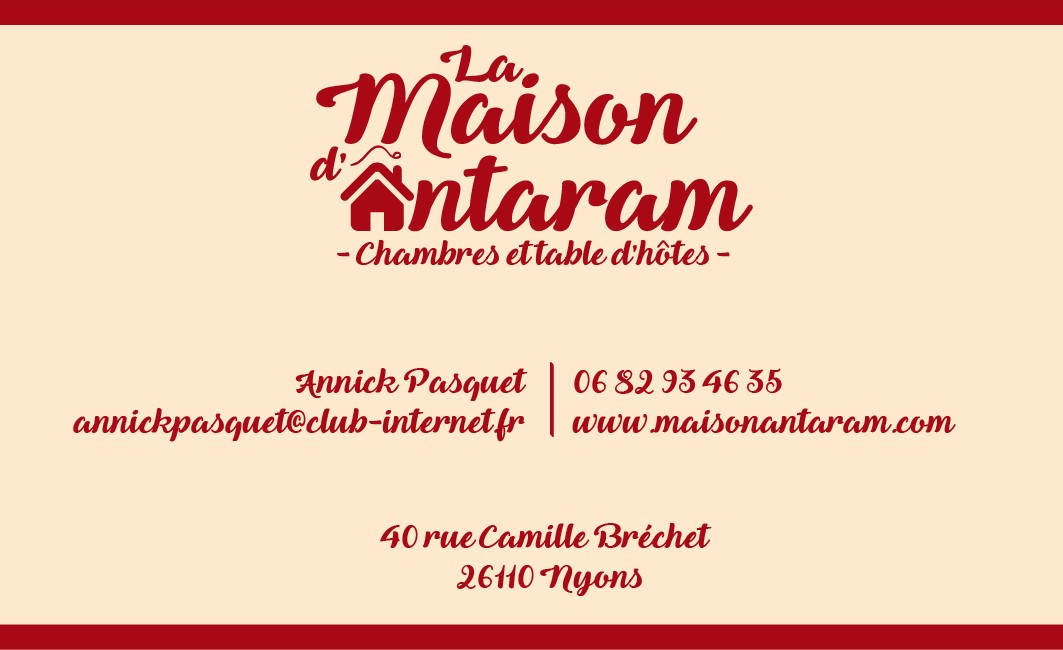 La
Maison
d'Antaram
- Chambres et table d'hôtes -
Annick Pasquet
annickpasquet@club-internet.fr
06 82 93 46 35
www.maisonantaram.com
40 rue Camille Bréchet
26110 Nyons